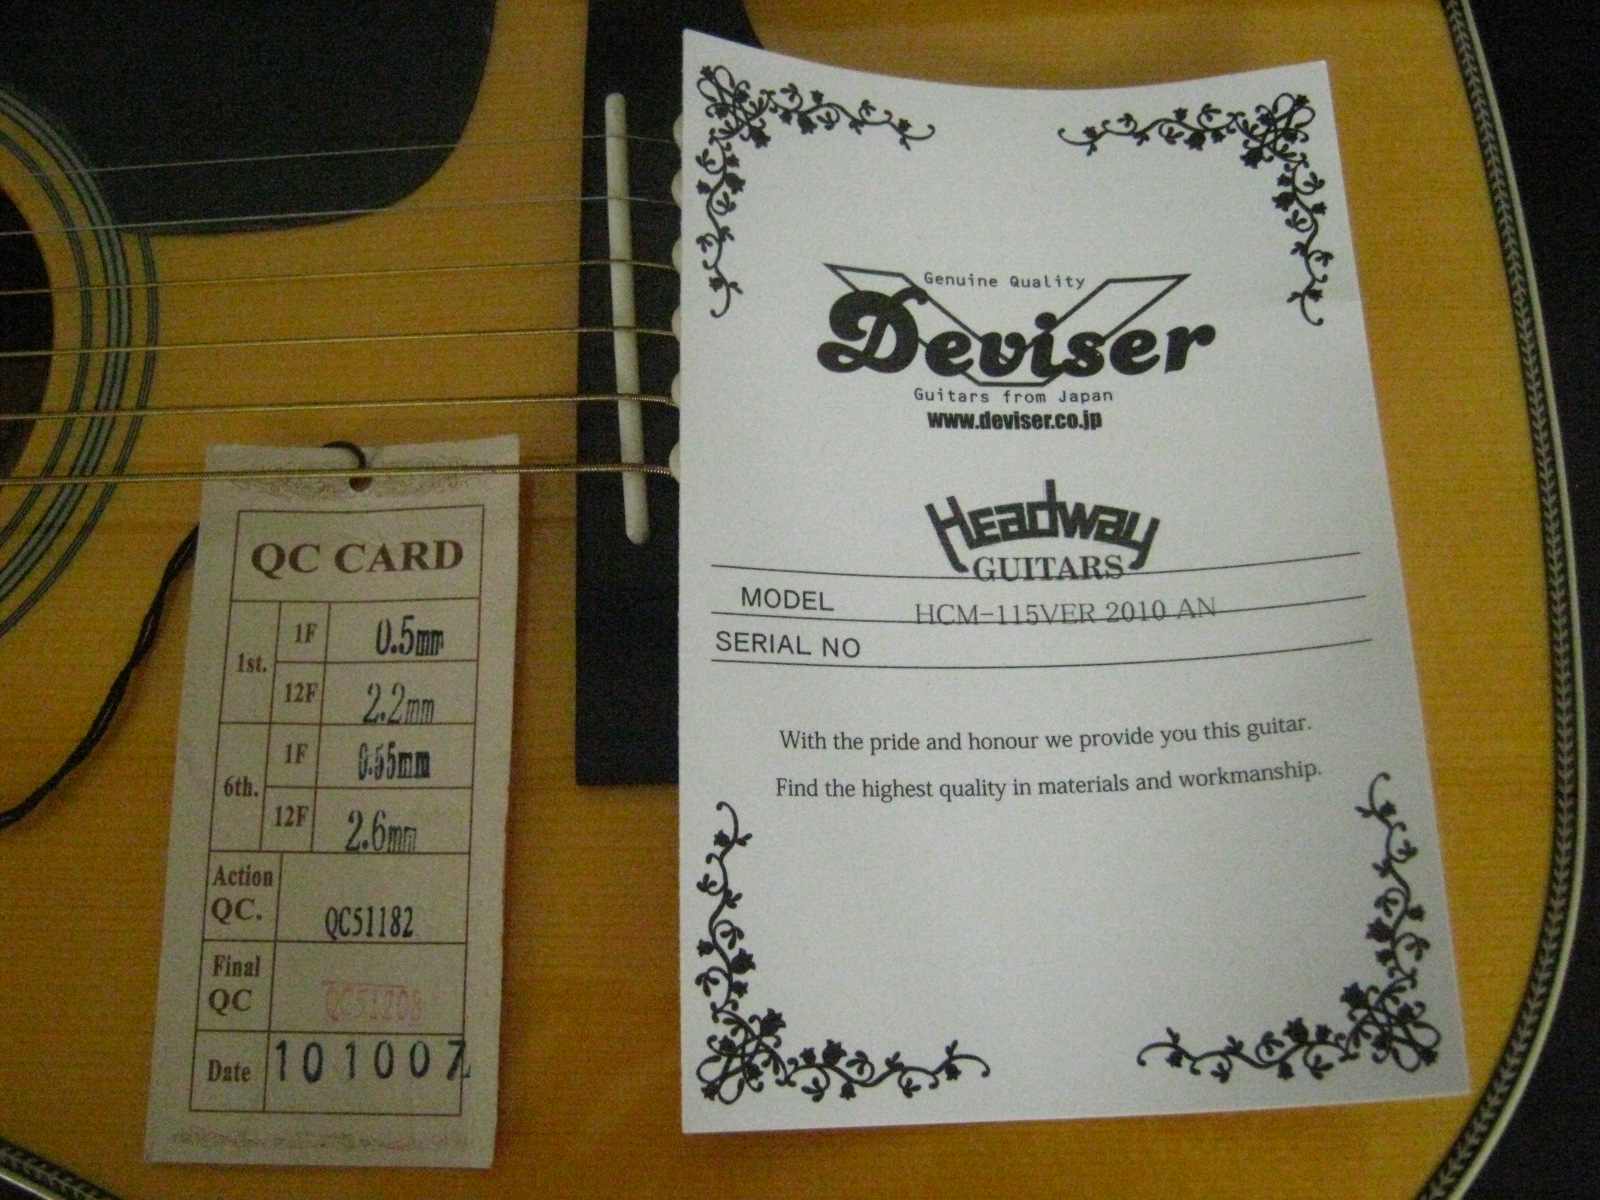 QC CARD
1st. 1F 0.5mm
12F 2.2mm
6th. 1F 0.55mm
12F 2.6mm
Action QC. QC51182
Final QC QC51208
Date 101007
Genuine Quality
Deviser
Guitars from Japan
www.deviser.co.jp
Headway
GUITARS
MODEL HCM-115VER 2010 AN
SERIAL NO
With the pride and honour we provide you this guitar.
Find the highest quality in materials and workmanship.